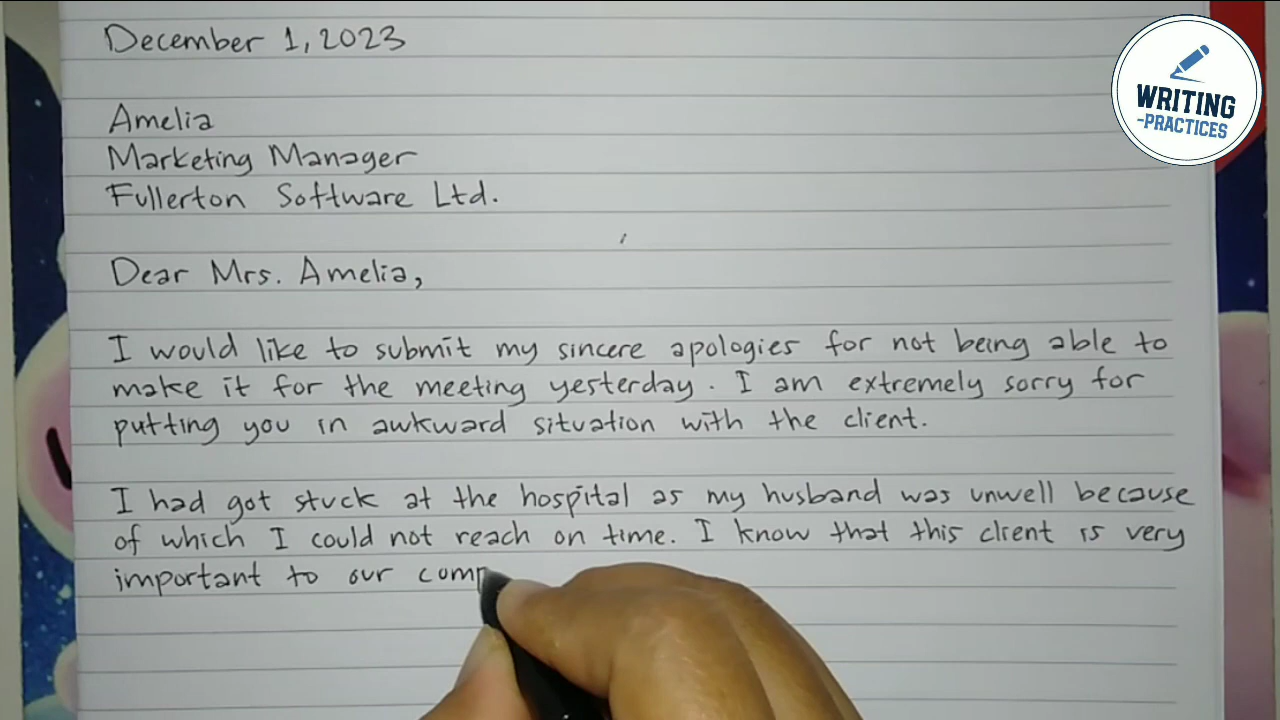 December 1, 2023
WRITING
-PRACTICES
Amelia
Marketing Manager
Fullerton Software Ltd.
Dear Mrs. Amelia,
I would like to submit my sincere apologies for not being able to
make it for the meeting yesterday. I am extremely sorry for
putting you in awkward situation with the client.
I had got stuck at the hospital as my husband was unwell because
of which I could not reach on time. I know that this client is very
important to our comp